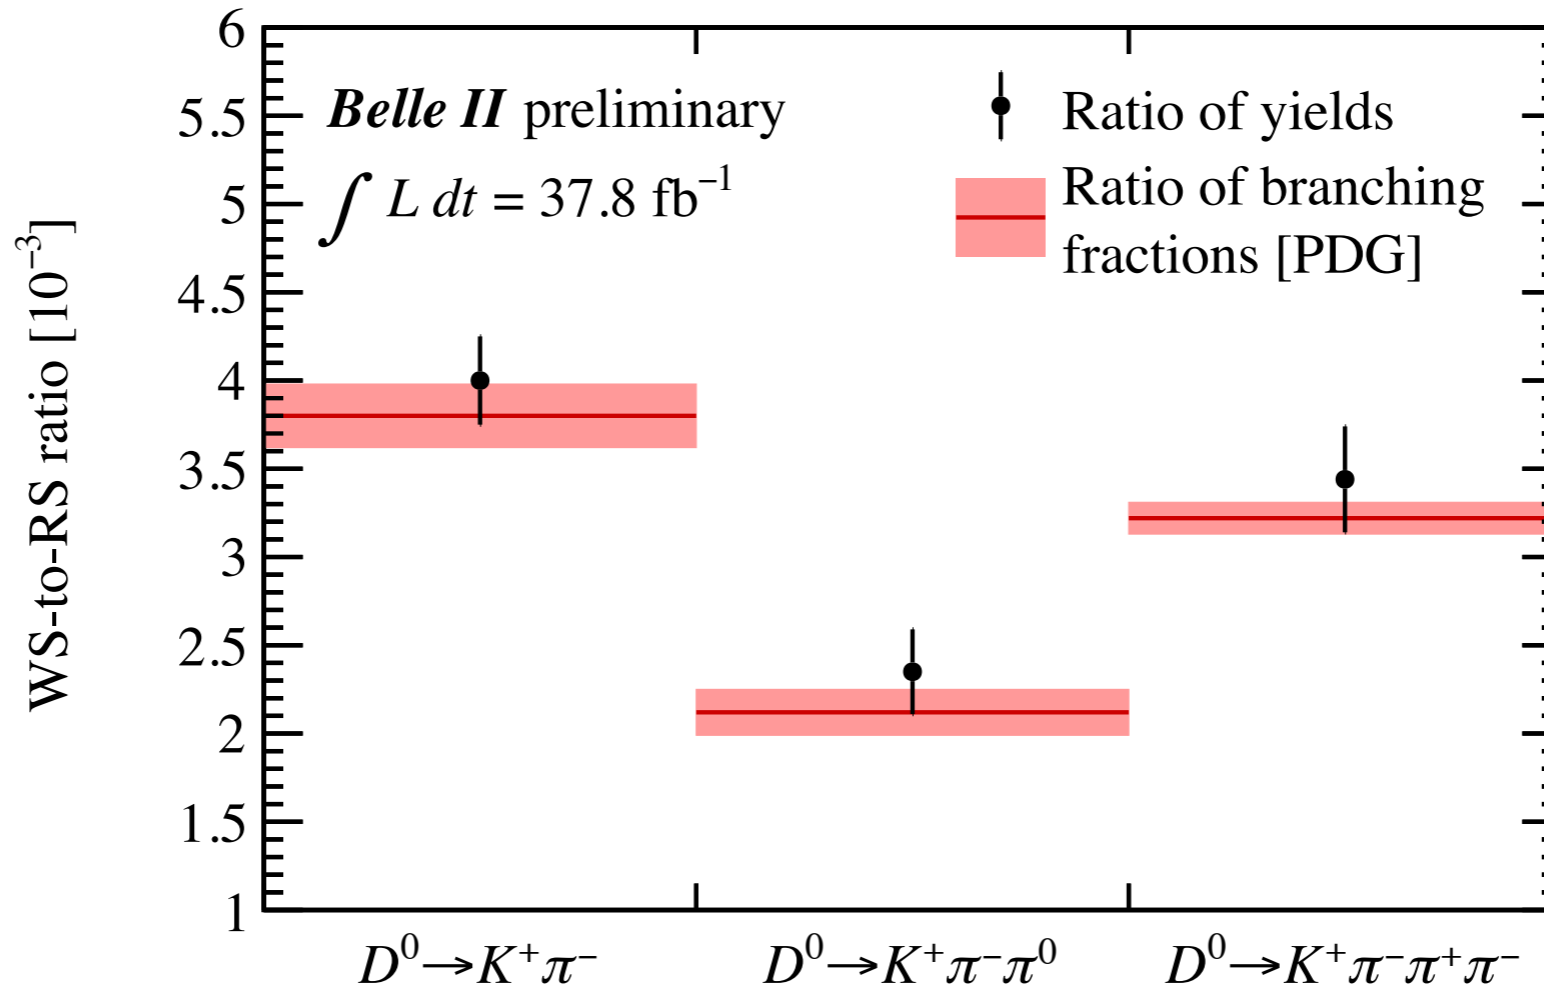 Belle II preliminary
∫ L dt = 37.8 fb⁻¹
Ratio of yields
Ratio of branching
fractions [PDG]
WS-to-RS ratio [10⁻³]
6
5.5
5
4.5
4
3.5
3
2.5
2
1.5
1
D⁰→K⁺π⁻
D⁰→K⁺π⁻π⁰
D⁰→K⁺π⁻π⁺π⁻